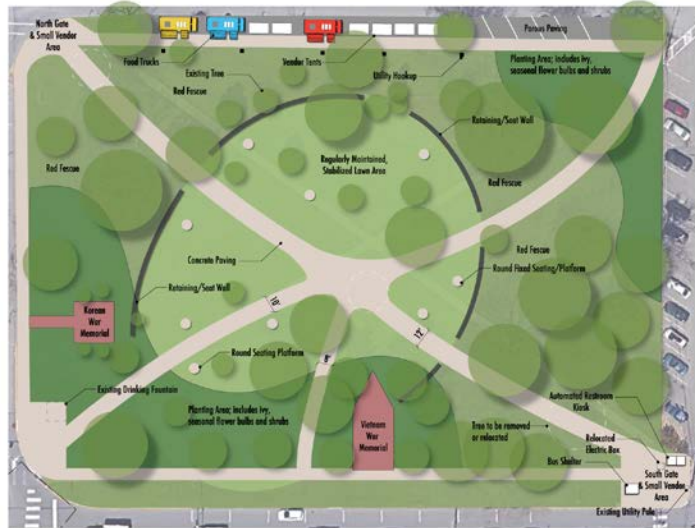 North Gate
& Small Vendor
Area
Food Trucks
Vendor Tents
Utility Hookup
Porous Paving
Planting Area; includes ivy,
seasonal flower bulbs and shrubs
Existing Tree
Red Fescue
Retaining/Seat Wall
Regularly Maintained,
Stabilized Lawn Area
Red Fescue
Red Fescue
Red Fescue
Concrete Paving
Round Fixed Seating/Platform
Retaining/Seat Wall
10'
12'
8'
Korean
War
Memorial
Round Seating Platform
Existing Drinking Fountain
Planting Area; includes ivy,
seasonal flower bulbs and shrubs
Vietnam
War
Memorial
Tree to be removed
or relocated
Automated Restroom
Kiosk
Relocated
Electric Box
Bus Shelter
South Gate
& Small Vendor
Area
Existing Utility Pole